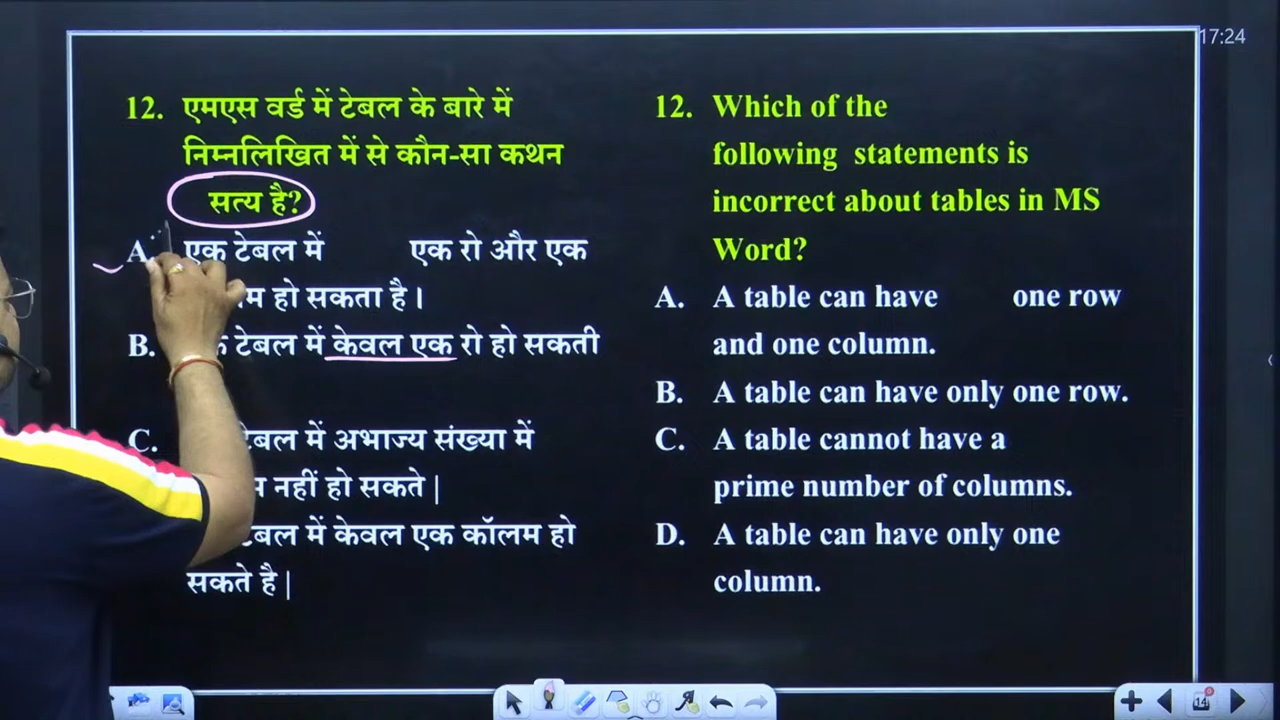 17:24
12. एमएस वर्ड में टेबल के बारे में
निम्नलिखित में से कौन-सा कथन
सत्य है?
A. एक टेबल में एक रो और एक
हो सकता है।
B. टेबल में केवल एक रो हो सकती
C. टेबल में अभाज्य संख्या में
नहीं हो सकते|
टेबल में केवल एक कॉलम हो
सकते है|
12. Which of the
following statements is
incorrect about tables in MS
Word?
A. A table can have one row
and one column.
B. A table can have only one row.
C. A table cannot have a
prime number of columns.
D. A table can have only one
column.
14